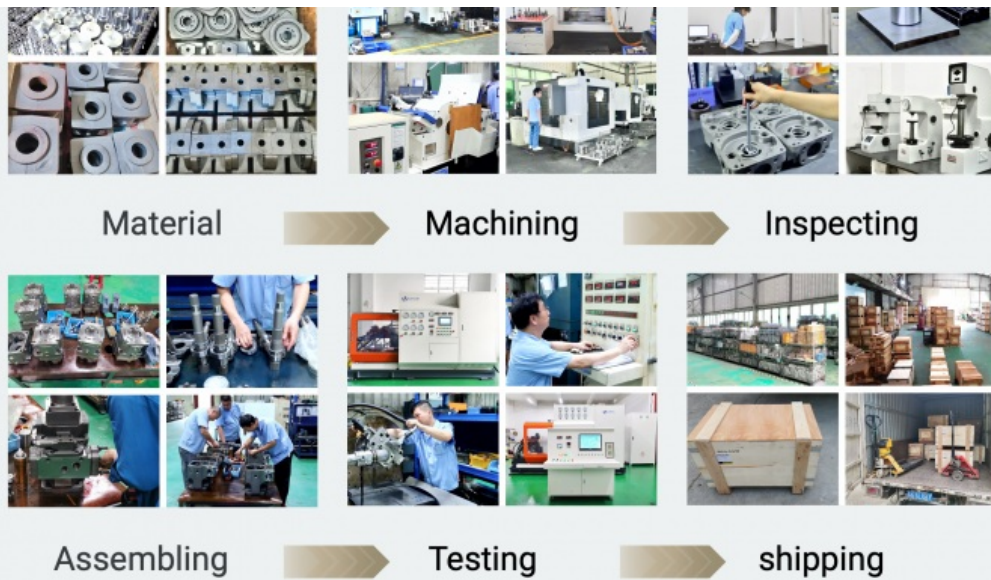 Material
Machining
Inspecting
Assembling
Testing
shipping